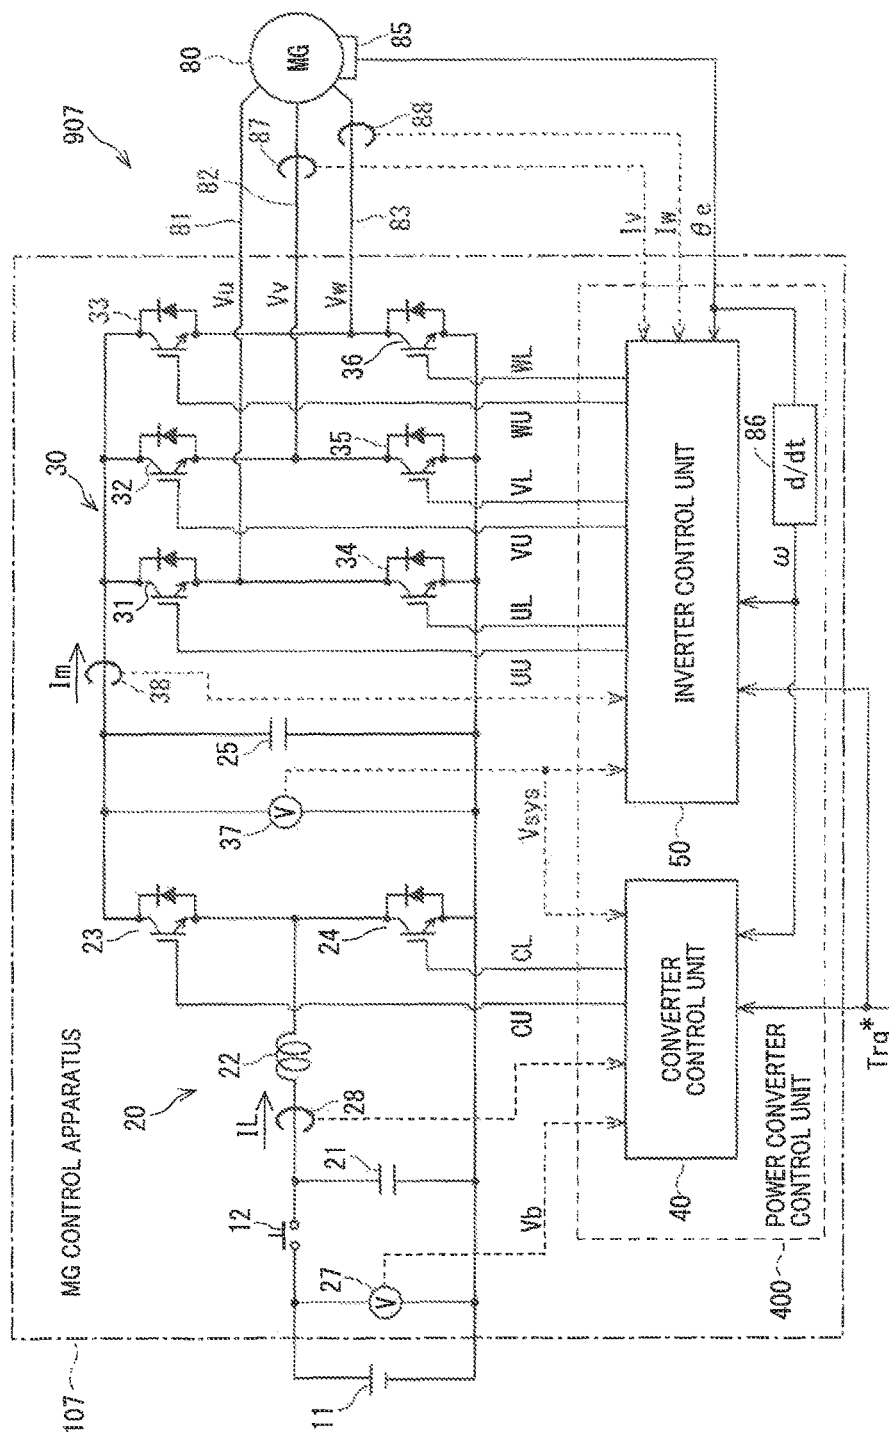 907
107
MG CONTROL APPARATUS
20
30
Im
IL
80
MG
85
81
82
83
87
88
Vu
Vv
Vw
11
12
V
27
21
28
22
23
24
V
37
25
38
31
32
33
34
35
36
Vb
CU
CL
Vsys
UU
UL
VU
VL
WU
WL
Iv
Iw
θe
40
CONVERTER
CONTROL UNIT
50
INVERTER CONTROL UNIT
ω
86
d/dt
400
POWER CONVERTER
CONTROL UNIT
Trq*